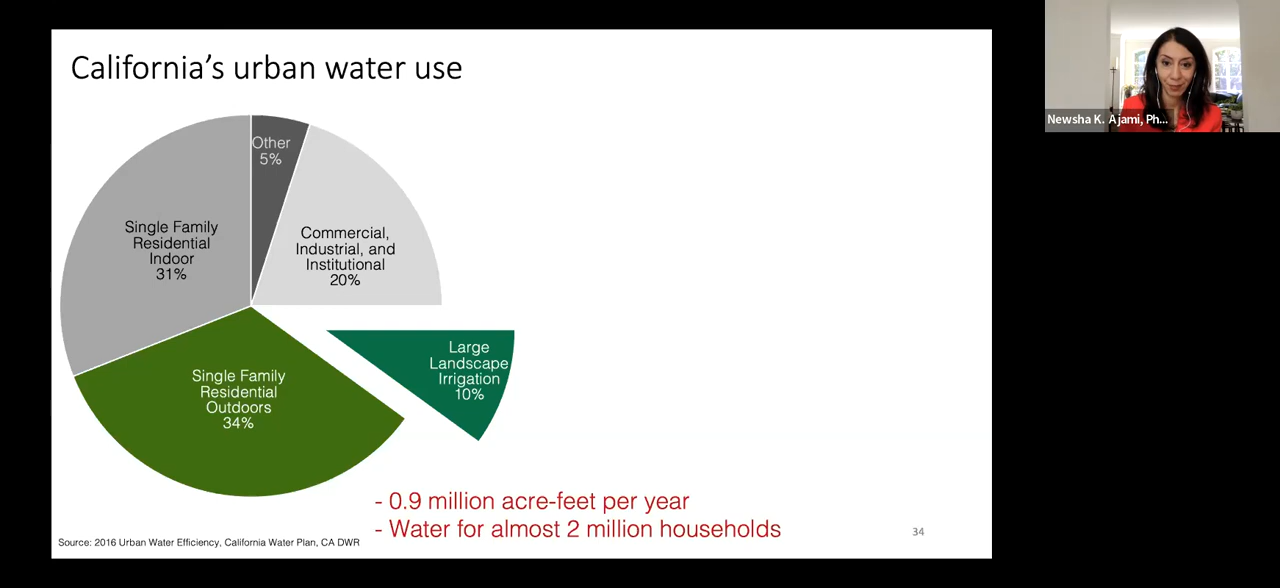 California’s urban water use
Other
5%
Single Family
Residential
Indoor
31%
Commercial,
Industrial, and
Institutional
20%
Large
Landscape
Irrigation
10%
Single Family
Residential
Outdoors
34%
- 0.9 million acre-feet per year
- Water for almost 2 million households
Source: 2016 Urban Water Efficiency, California Water Plan, CA DWR
34
Newsha K. Ajami, Ph...